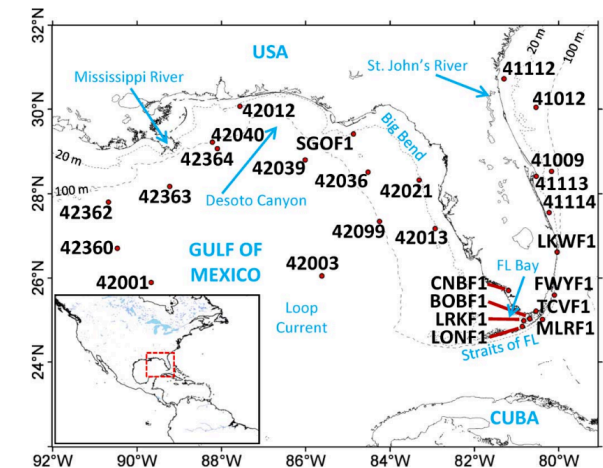 32°N
30°N
28°N
26°N
24°N
92°W
90°W
88°W
86°W
84°W
82°W
80°W
USA
St. John's River
20 m
100 m
Mississippi River
41112
41012
42012
42040
SGOF1
Big Bend
20 m
42364
42039
41009
100 m
42036
42021
41113
42363
Desoto Canyon
41114
42362
42099
42013
LKWF1
42360
GULF OF
MEXICO
42003
FL Bay
42001
CNBF1
FWYF1
BOBF1
TCVF1
Loop
Current
LRKF1
MLRF1
LONF1
Straits of FL
CUBA